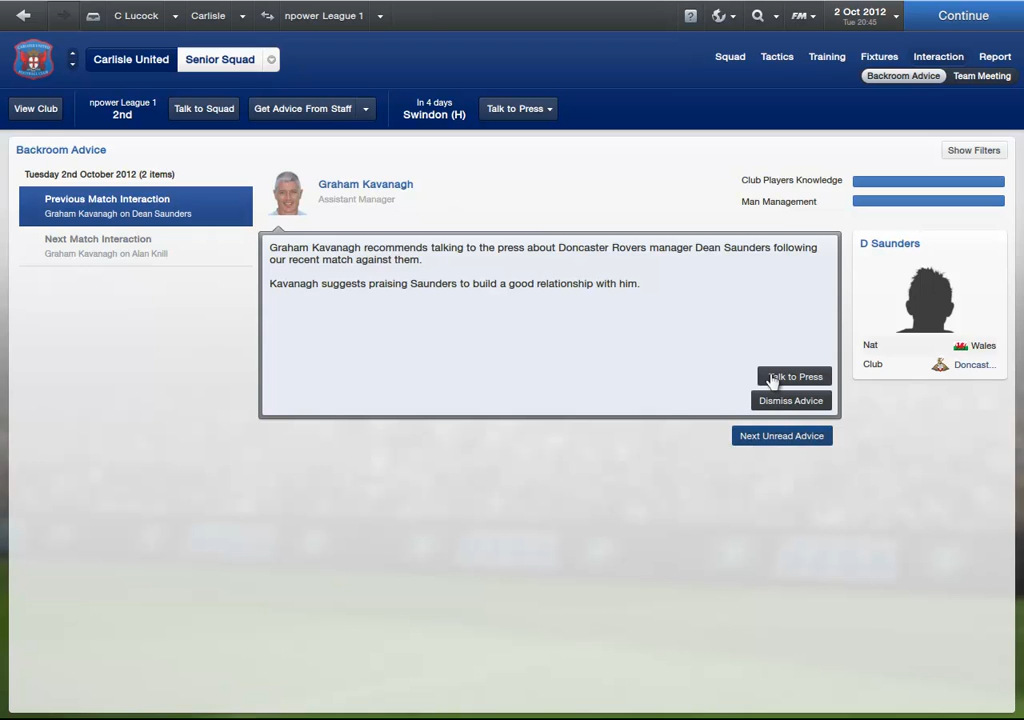 C Lucock
Carlisle
npower League 1
?
FM
2 Oct 2012
Tue 20:45
Continue
Carlisle United
Senior Squad
Squad
Tactics
Training
Fixtures
Interaction
Report
Backroom Advice
Team Meeting
View Club
npower League 1
2nd
Talk to Squad
Get Advice From Staff
In 4 days
Swindon (H)
Talk to Press
Backroom Advice
Show Filters
Tuesday 2nd October 2012 (2 items)
Previous Match Interaction
Graham Kavanagh on Dean Saunders
Next Match Interaction
Graham Kavanagh on Alan Knill
Graham Kavanagh
Assistant Manager
Club Players Knowledge
Man Management
Graham Kavanagh recommends talking to the press about Doncaster Rovers manager Dean Saunders following
our recent match against them.
Kavanagh suggests praising Saunders to build a good relationship with him.
Talk to Press
Dismiss Advice
Next Unread Advice
D Saunders
Nat
Wales
Club
Doncast...